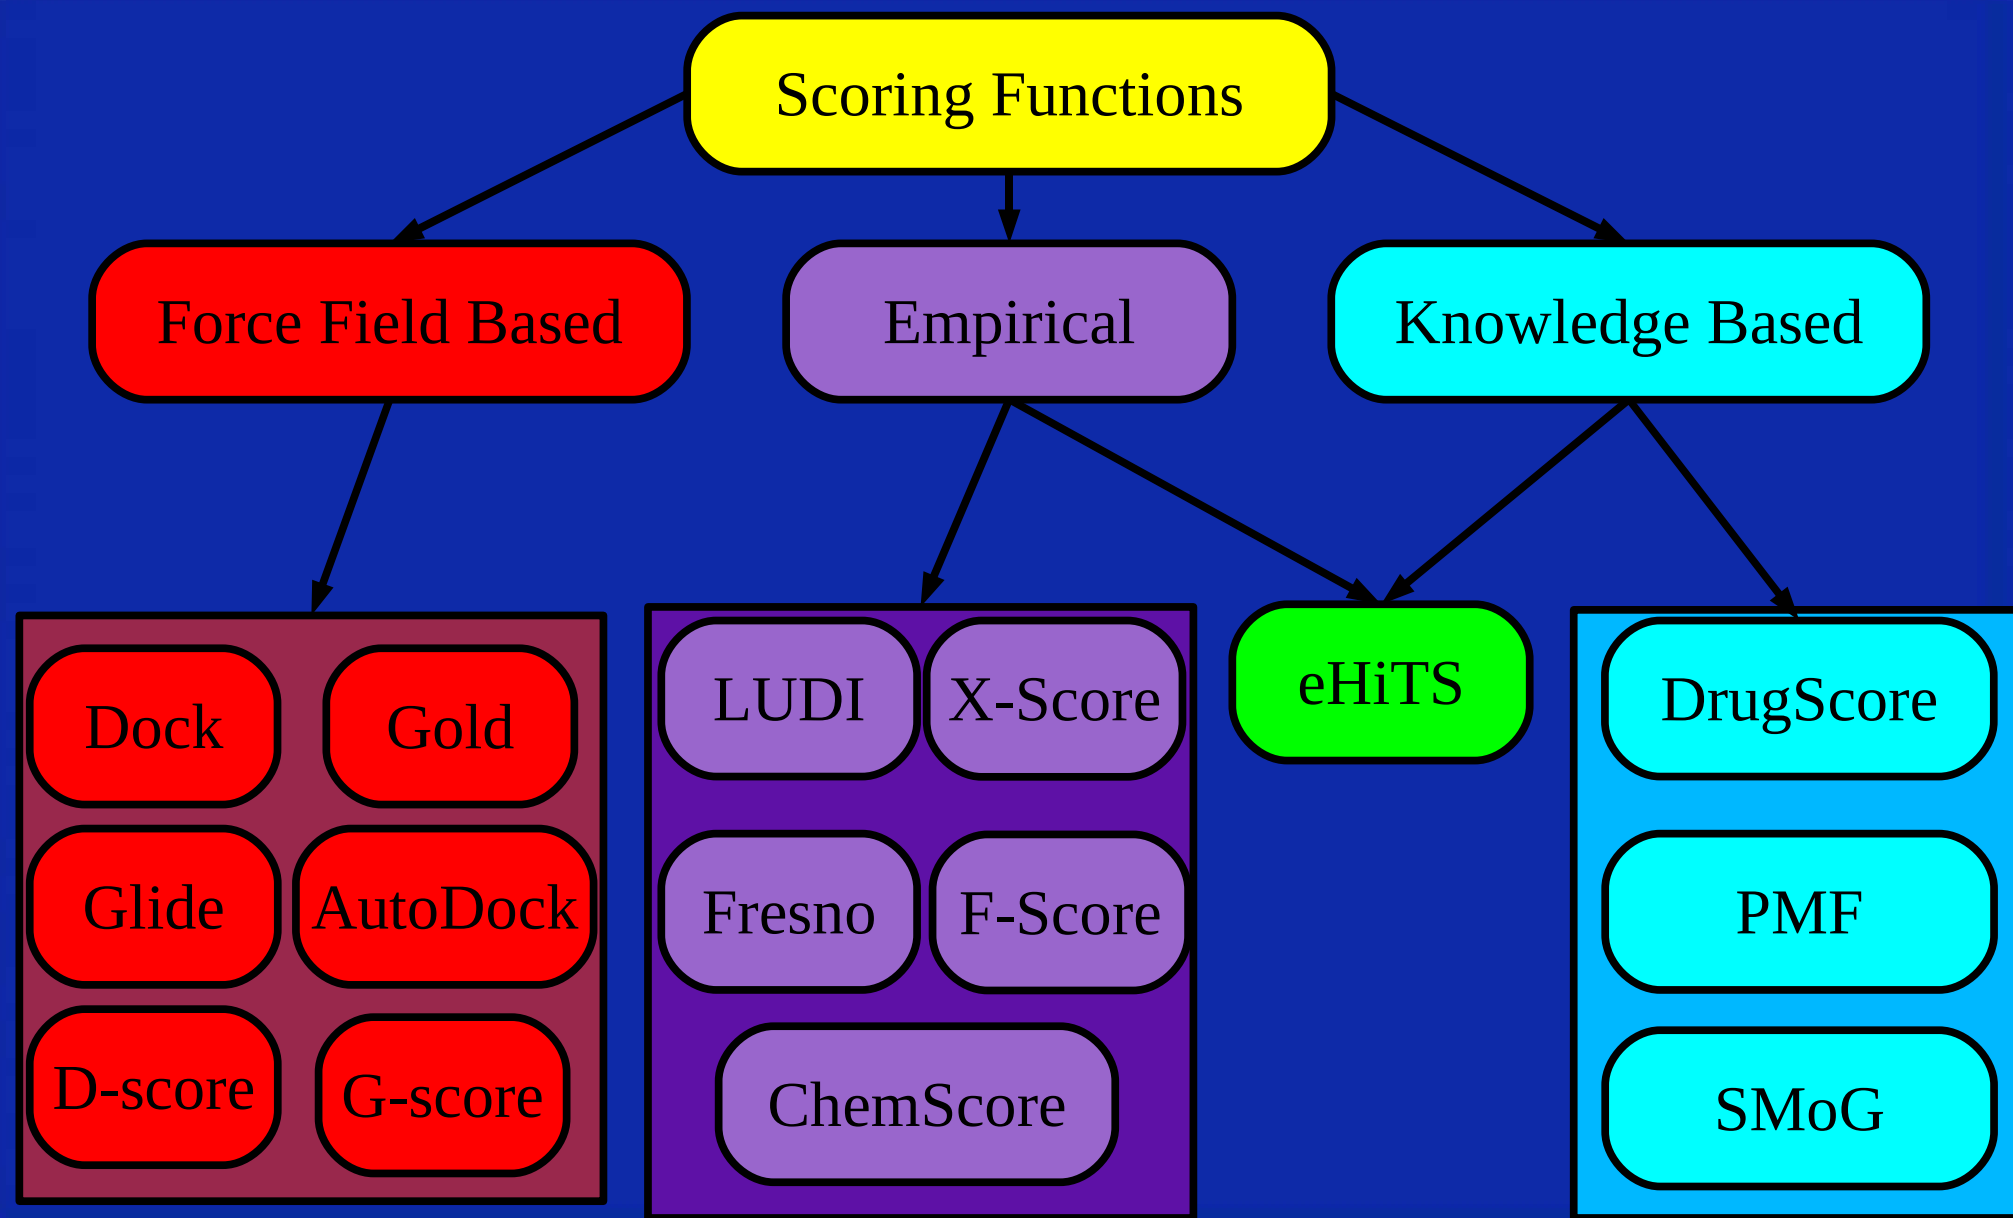 Scoring Functions
Force Field Based
Empirical
Knowledge Based
Dock
Gold
Glide
AutoDock
D-score
G-score
LUDI
X-Score
Fresno
F-Score
ChemScore
eHiTS
DrugScore
PMF
SMoG